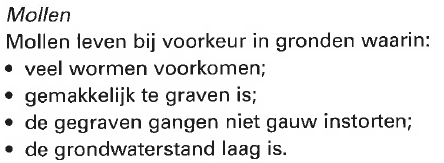 Mollen
Mollen leven bij voorkeur in gronden waarin:
• veel wormen voorkomen;
• gemakkelijk te graven is;
• de gegraven gangen niet gauw instorten;
• de grondwaterstand laag is.